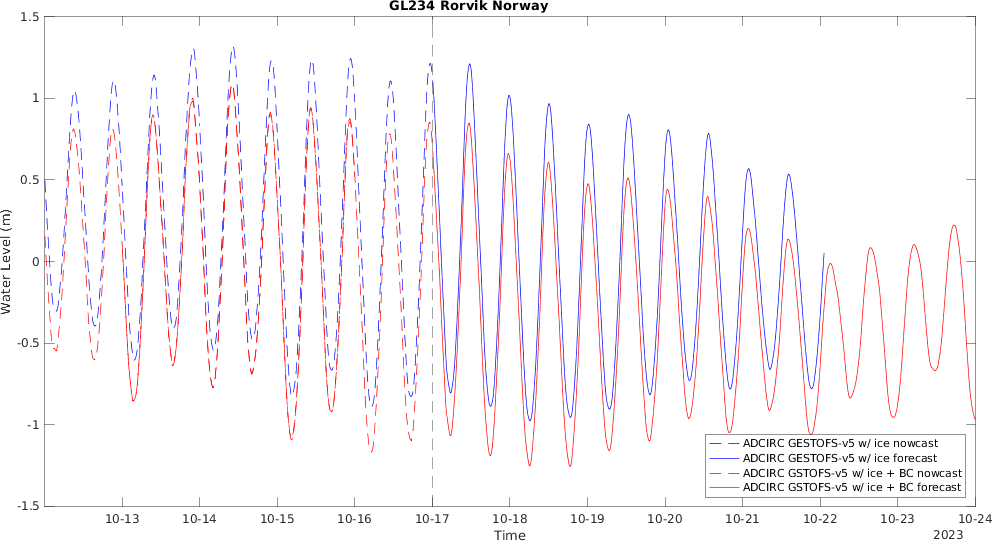 GL234 Rorvik Norway
1.5
1
0.5
0
-0.5
-1
-1.5
Water Level (m)
ADCIRC GESTOFS-v5 w/ ice nowcast
ADCIRC GESTOFS-v5 w/ ice forecast
ADCIRC GSTOFS-v5 w/ ice + BC nowcast
ADCIRC GSTOFS-v5 w/ ice + BC forecast
10-13 10-14 10-15 10-16 10-17 10-18 10-19 10-20 10-21 10-22 10-23 10-24
Time
2023